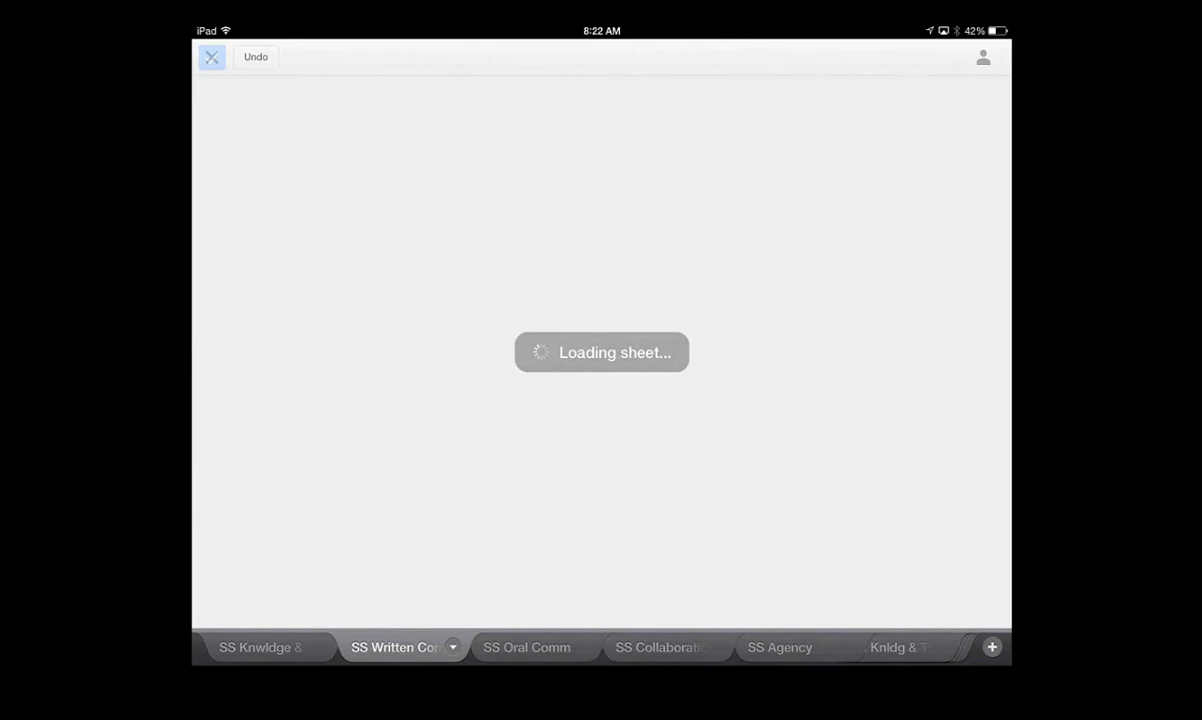 iPad 8:22 AM 42%
Undo
Loading sheet...
SS Knwldge & SS Written Co SS Oral Comm SS Collaborati SS Agency Knldg & T